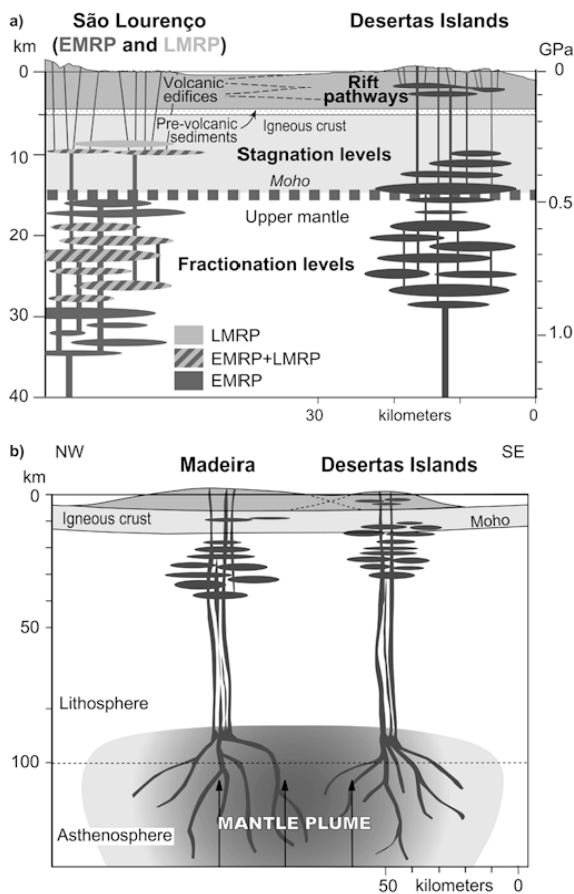 a)
São Lourenço
(EMRP and LMRP)
Desertas Islands
km
GPa
0
10
20
30
40
0
0.5
1.0
Volcanic
edifices
Rift
pathways
Pre-volcanic
sediments
Igneous crust
Stagnation levels
Moho
Upper mantle
Fractionation levels
LMRP
EMRP+LMRP
EMRP
30 kilometers 0
b)
NW
SE
Madeira
Desertas Islands
km
0
50
100
Igneous crust
Moho
Lithosphere
MANTLE PLUME
Asthenosphere
50 kilometers 0